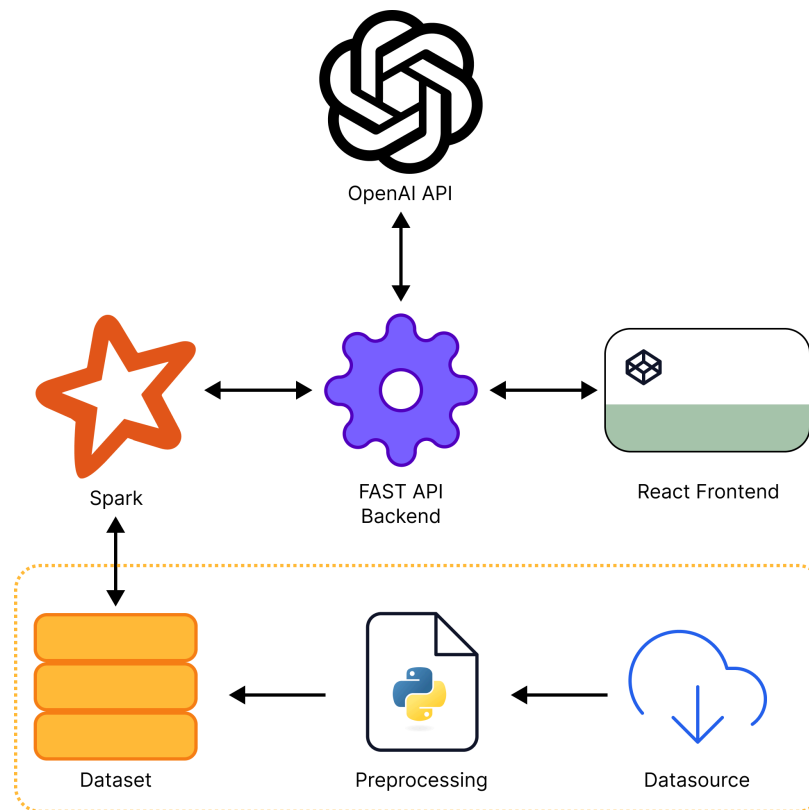 OpenAI API
Spark
FAST API
Backend
React Frontend
Dataset
Preprocessing
Datasource